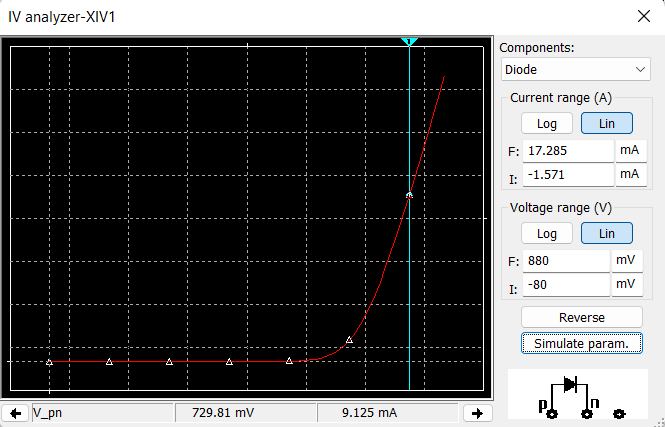 IV analyzer-XIV1
1
Components:
Diode
Current range (A)
Log Lin
F: 17.285 mA
I: -1.571 mA
Voltage range (V)
Log Lin
F: 880 mV
I: -80 mV
Reverse
Simulate param.
p n
V_pn 729.81 mV 9.125 mA